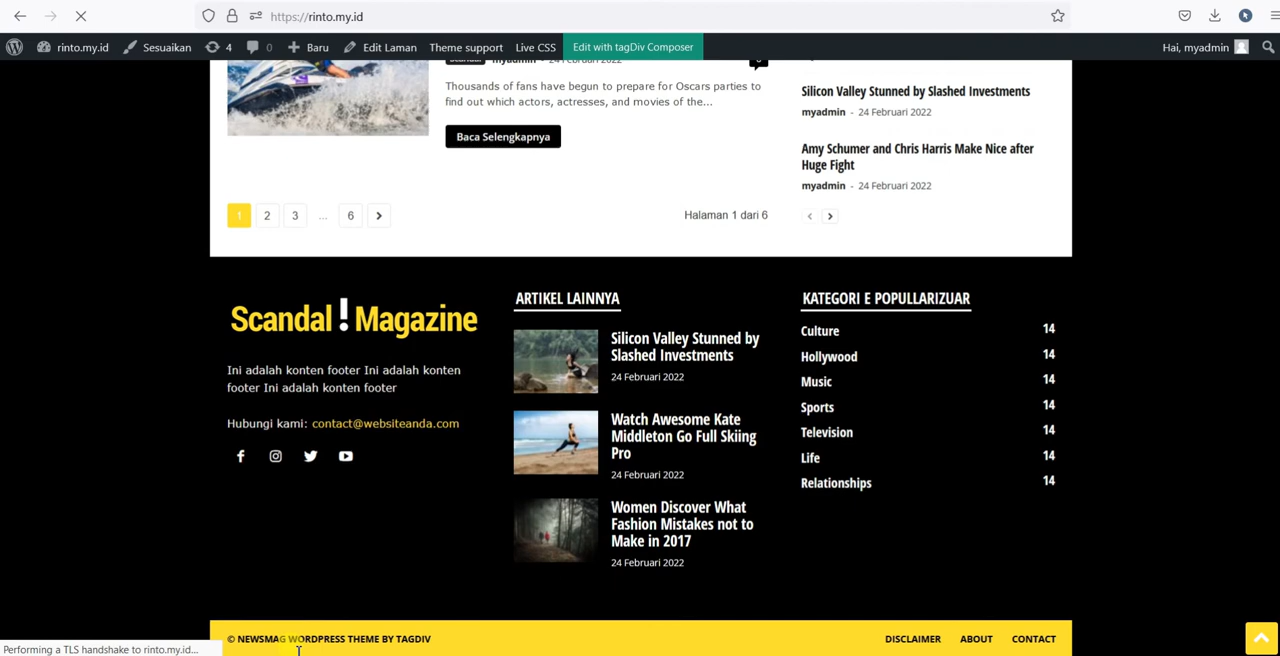 https://rinto.my.id
rinto.my.id Sesuaikan 4 0 Baru Edit Laman Theme support Live CSS Edit with tagDiv Composer Hai, myadmin
Thousands of fans have begun to prepare for Oscars parties to
find out which actors, actresses, and movies of the...
Baca Selengkapnya
1 2 3 ... 6
Halaman 1 dari 6
Silicon Valley Stunned by Slashed Investments
myadmin - 24 Februari 2022
Amy Schumer and Chris Harris Make Nice after
Huge Fight
myadmin - 24 Februari 2022
Scandal!Magazine
Ini adalah konten footer Ini adalah konten
footer Ini adalah konten footer
Hubungi kami: contact@websiteanda.com
ARTIKEL LAINNYA
Silicon Valley Stunned by
Slashed Investments
24 Februari 2022
Watch Awesome Kate
Middleton Go Full Skiing
Pro
24 Februari 2022
Women Discover What
Fashion Mistakes not to
Make in 2017
24 Februari 2022
KATEGORI E POPULLARIZUAR
Culture 14
Hollywood 14
Music 14
Sports 14
Television 14
Life 14
Relationships 14
© NEWSMAG WORDPRESS THEME BY TAGDIV
DISCLAIMER ABOUT CONTACT
Performing a TLS handshake to rinto.my.id...